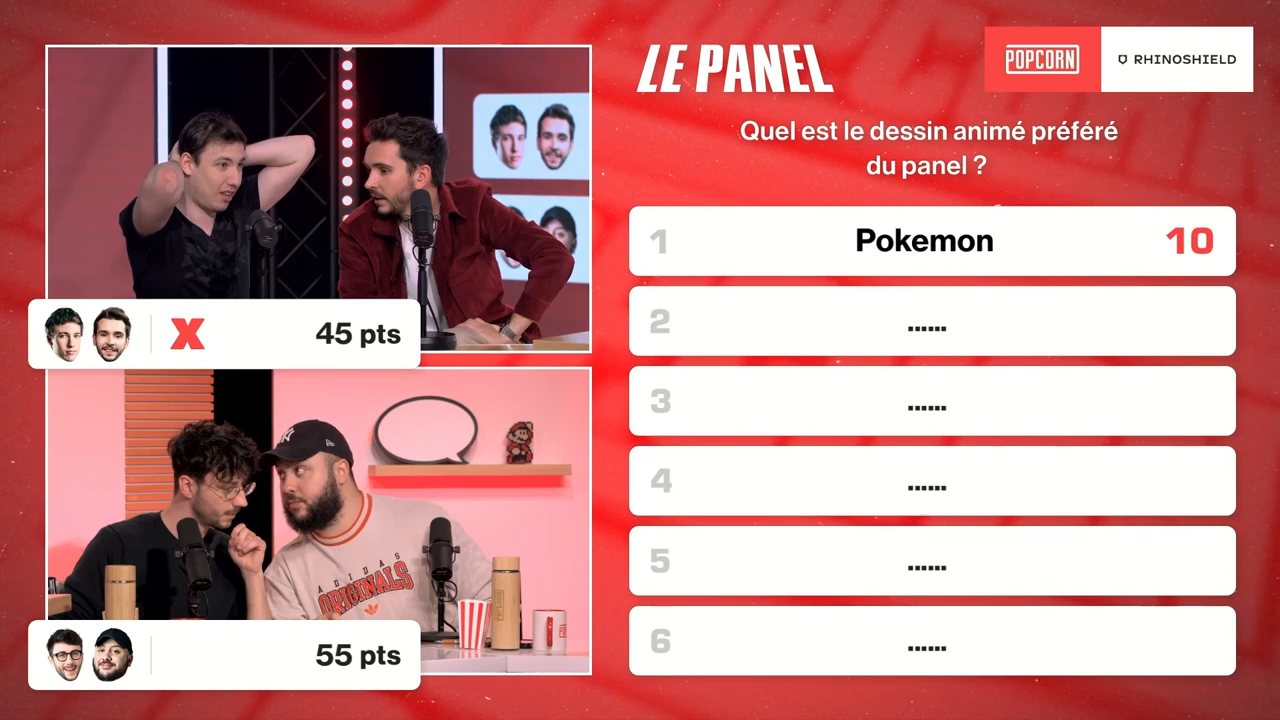 LE PANEL
POPCORN
RHINOSHIELD
Quel est le dessin animé préféré
du panel ?
1 Pokemon 10
2 ......
3 ......
4 ......
5 ......
6 ......
X 45 pts
ADIDAS
ORIGINALS
55 pts